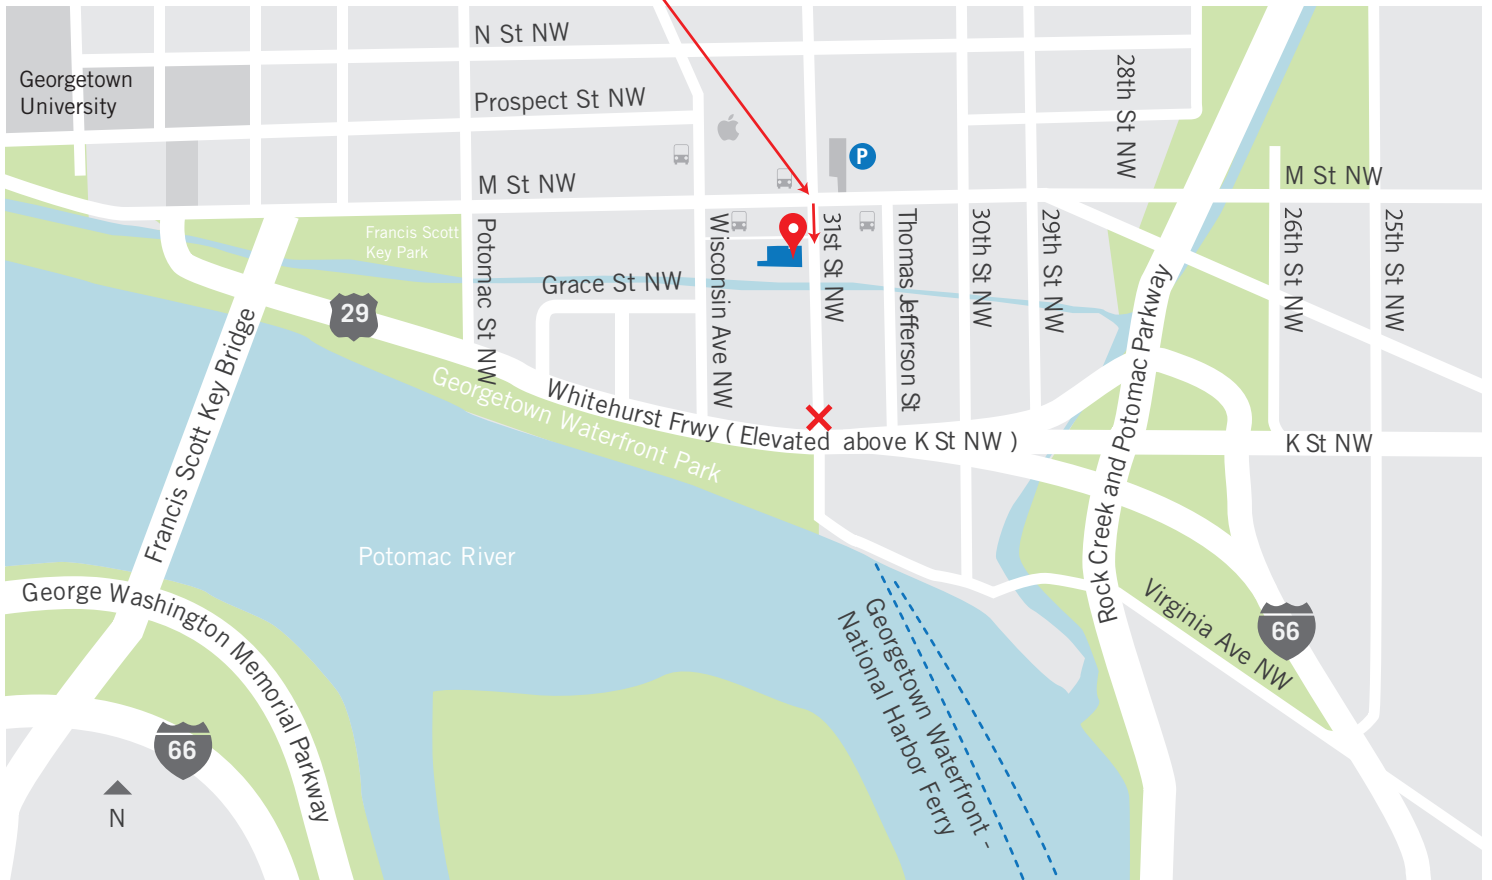 N St NW
Georgetown
University
Prospect St NW
28th St NW
P
M St NW
M St NW
Francis Scott
Key Park
Potomac St NW
Wisconsin Ave NW
31st St NW
Thomas Jefferson St
30th St NW
29th St NW
26th St NW
25th St NW
Grace St NW
29
Francis Scott Key Bridge
Georgetown Waterfront Park
Whitehurst Frwy ( Elevated above K St NW )
K St NW
Rock Creek and Potomac Parkway
Potomac River
George Washington Memorial Parkway
Georgetown Waterfront -
National Harbor Ferry
Virginia Ave NW
66
66
N